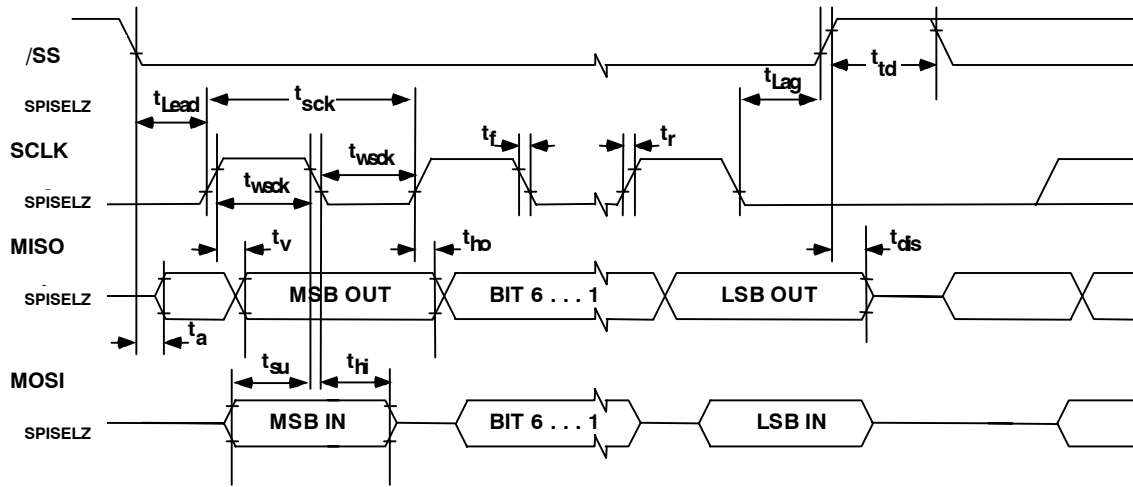 /SS
SPISELZ
tLead
tsck
tLag
ttd
SCLK
SPISELZ
twsck
twsck
tf
tr
MISO
SPISELZ
tv
tho
tdis
MSB OUT
BIT 6 . . . 1
LSB OUT
ta
MOSI
SPISELZ
tsu
thi
MSB IN
BIT 6 . . . 1
LSB IN